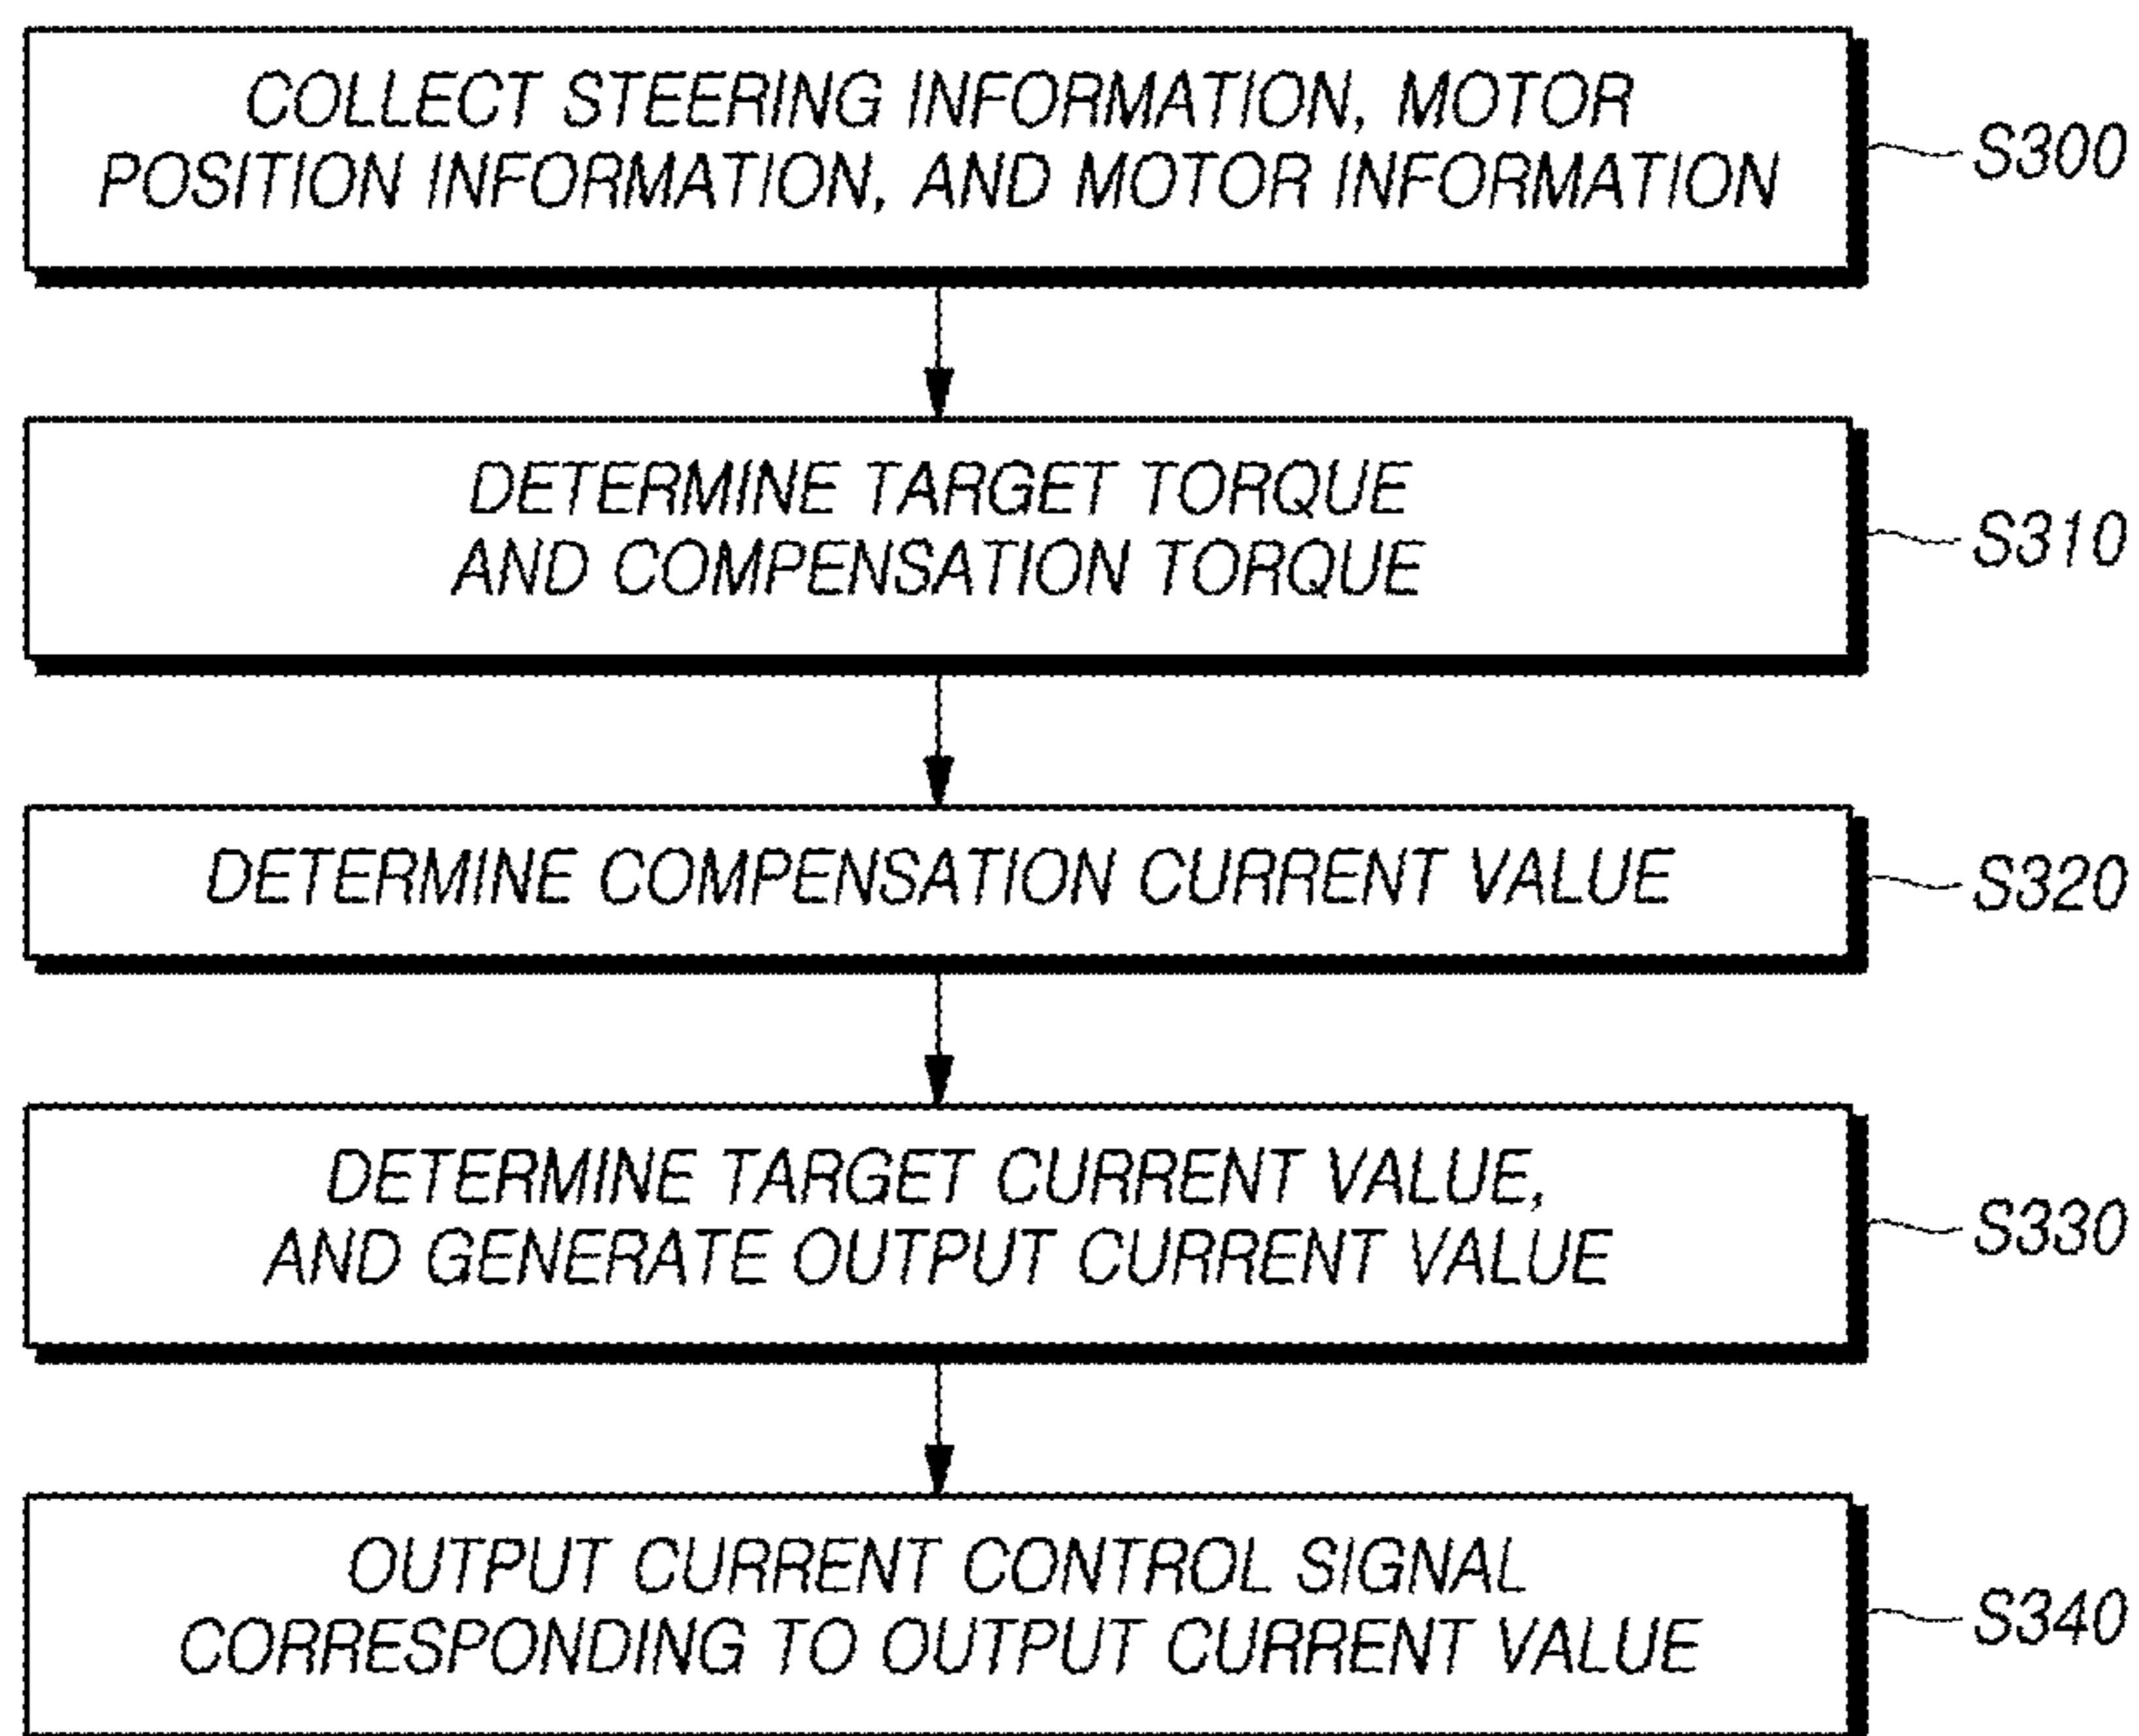 COLLECT STEERING INFORMATION, MOTOR
POSITION INFORMATION, AND MOTOR INFORMATION
S300
DETERMINE TARGET TORQUE
AND COMPENSATION TORQUE
S310
DETERMINE COMPENSATION CURRENT VALUE
S320
DETERMINE TARGET CURRENT VALUE,
AND GENERATE OUTPUT CURRENT VALUE
S330
OUTPUT CURRENT CONTROL SIGNAL
CORRESPONDING TO OUTPUT CURRENT VALUE
S340